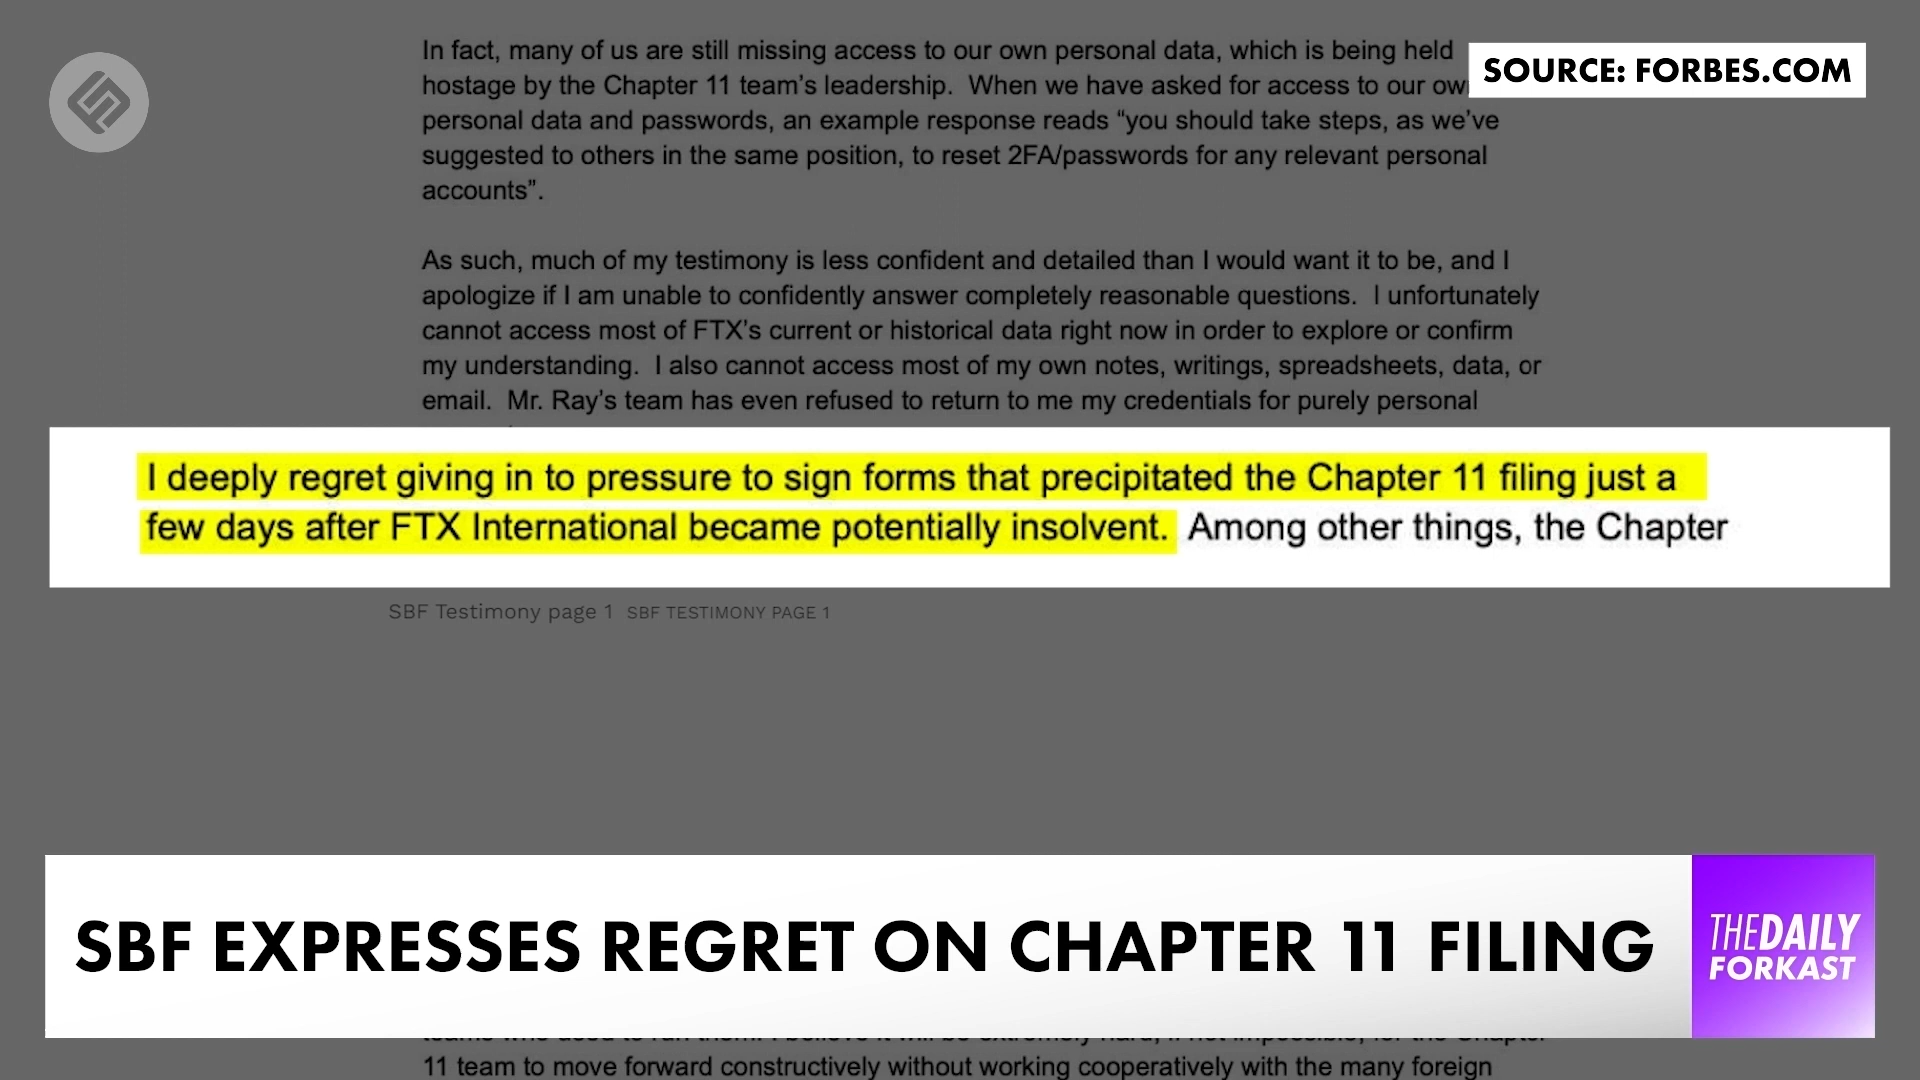 In fact, many of us are still missing access to our own personal data, which is being held
SOURCE: FORBES.COM
hostage by the Chapter 11 team's leadership.  When we have asked for access to our
personal data and passwords, an example response reads “you should take steps, as we've
suggested to others in the same position, to reset 2FA/passwords for any relevant personal
accounts”.
As such, much of my testimony is less confident and detailed than I would want it to be, and I
apologize if I am unable to confidently answer completely reasonable questions.  I unfortunately
cannot access most of FTX's current or historical data right now in order to explore or confirm
my understanding.  I also cannot access most of my own notes, writings, spreadsheets, data, or
email.  Mr. Ray's team has even refused to return to me my credentials for purely personal
I deeply regret giving in to pressure to sign forms that precipitated the Chapter 11 filing just a
few days after FTX International became potentially insolvent.  Among other things, the Chapter
SBF Testimony page 1  SBF TESTIMONY PAGE 1
SBF EXPRESSES REGRET ON CHAPTER 11 FILING
THE DAILY
FORKAST
11 team to move forward constructively without working cooperatively with the many foreign